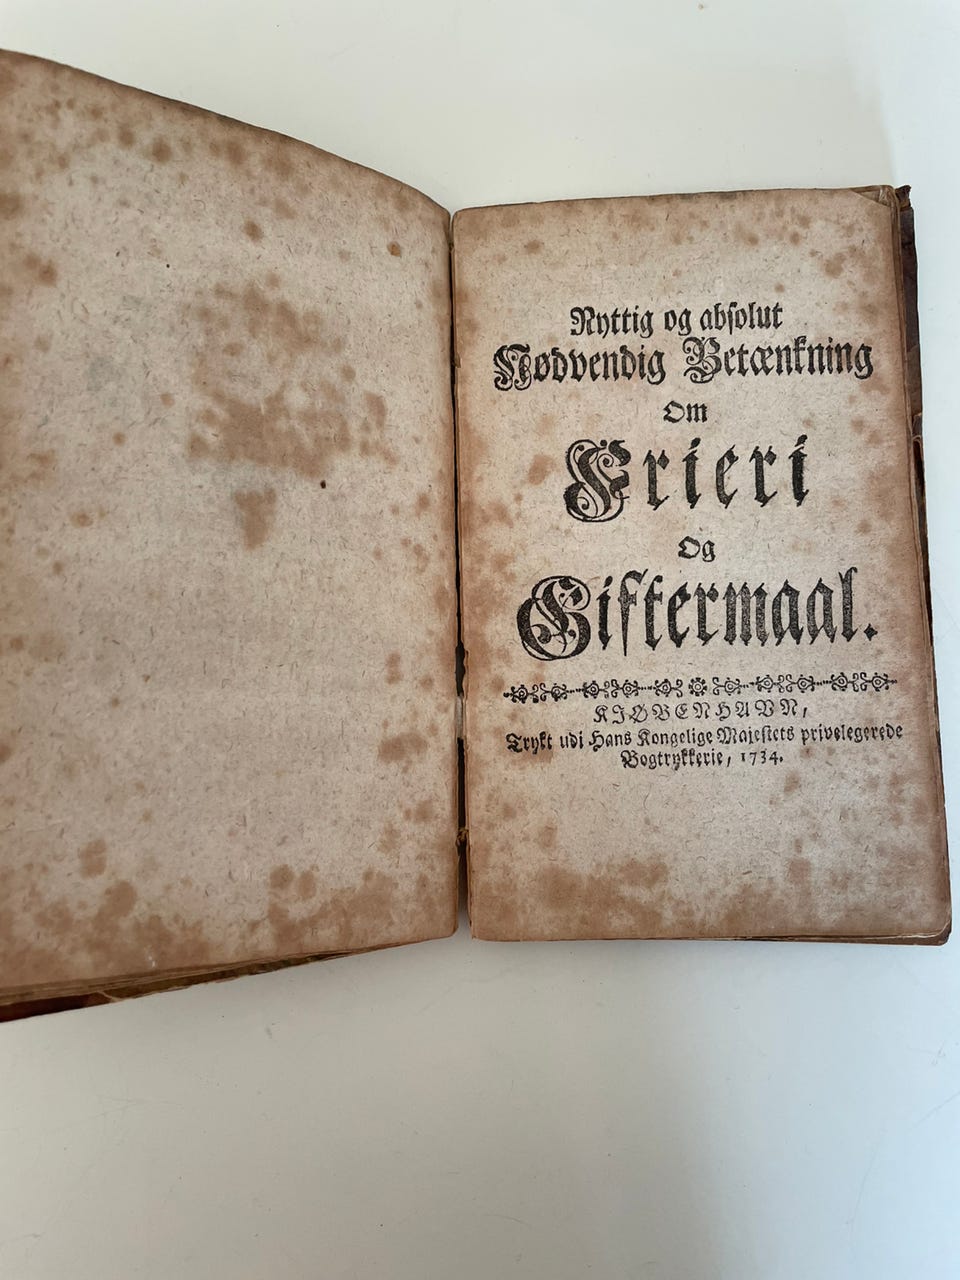 Nyttig og absolut
Nødvendig Betænkning
Om
Frieri
Og
Giftermaal.
KIØBENHAVN,
Trykt udi Hans Kongelige Majestets privelegerede
Bogtrykkerie, 1734.